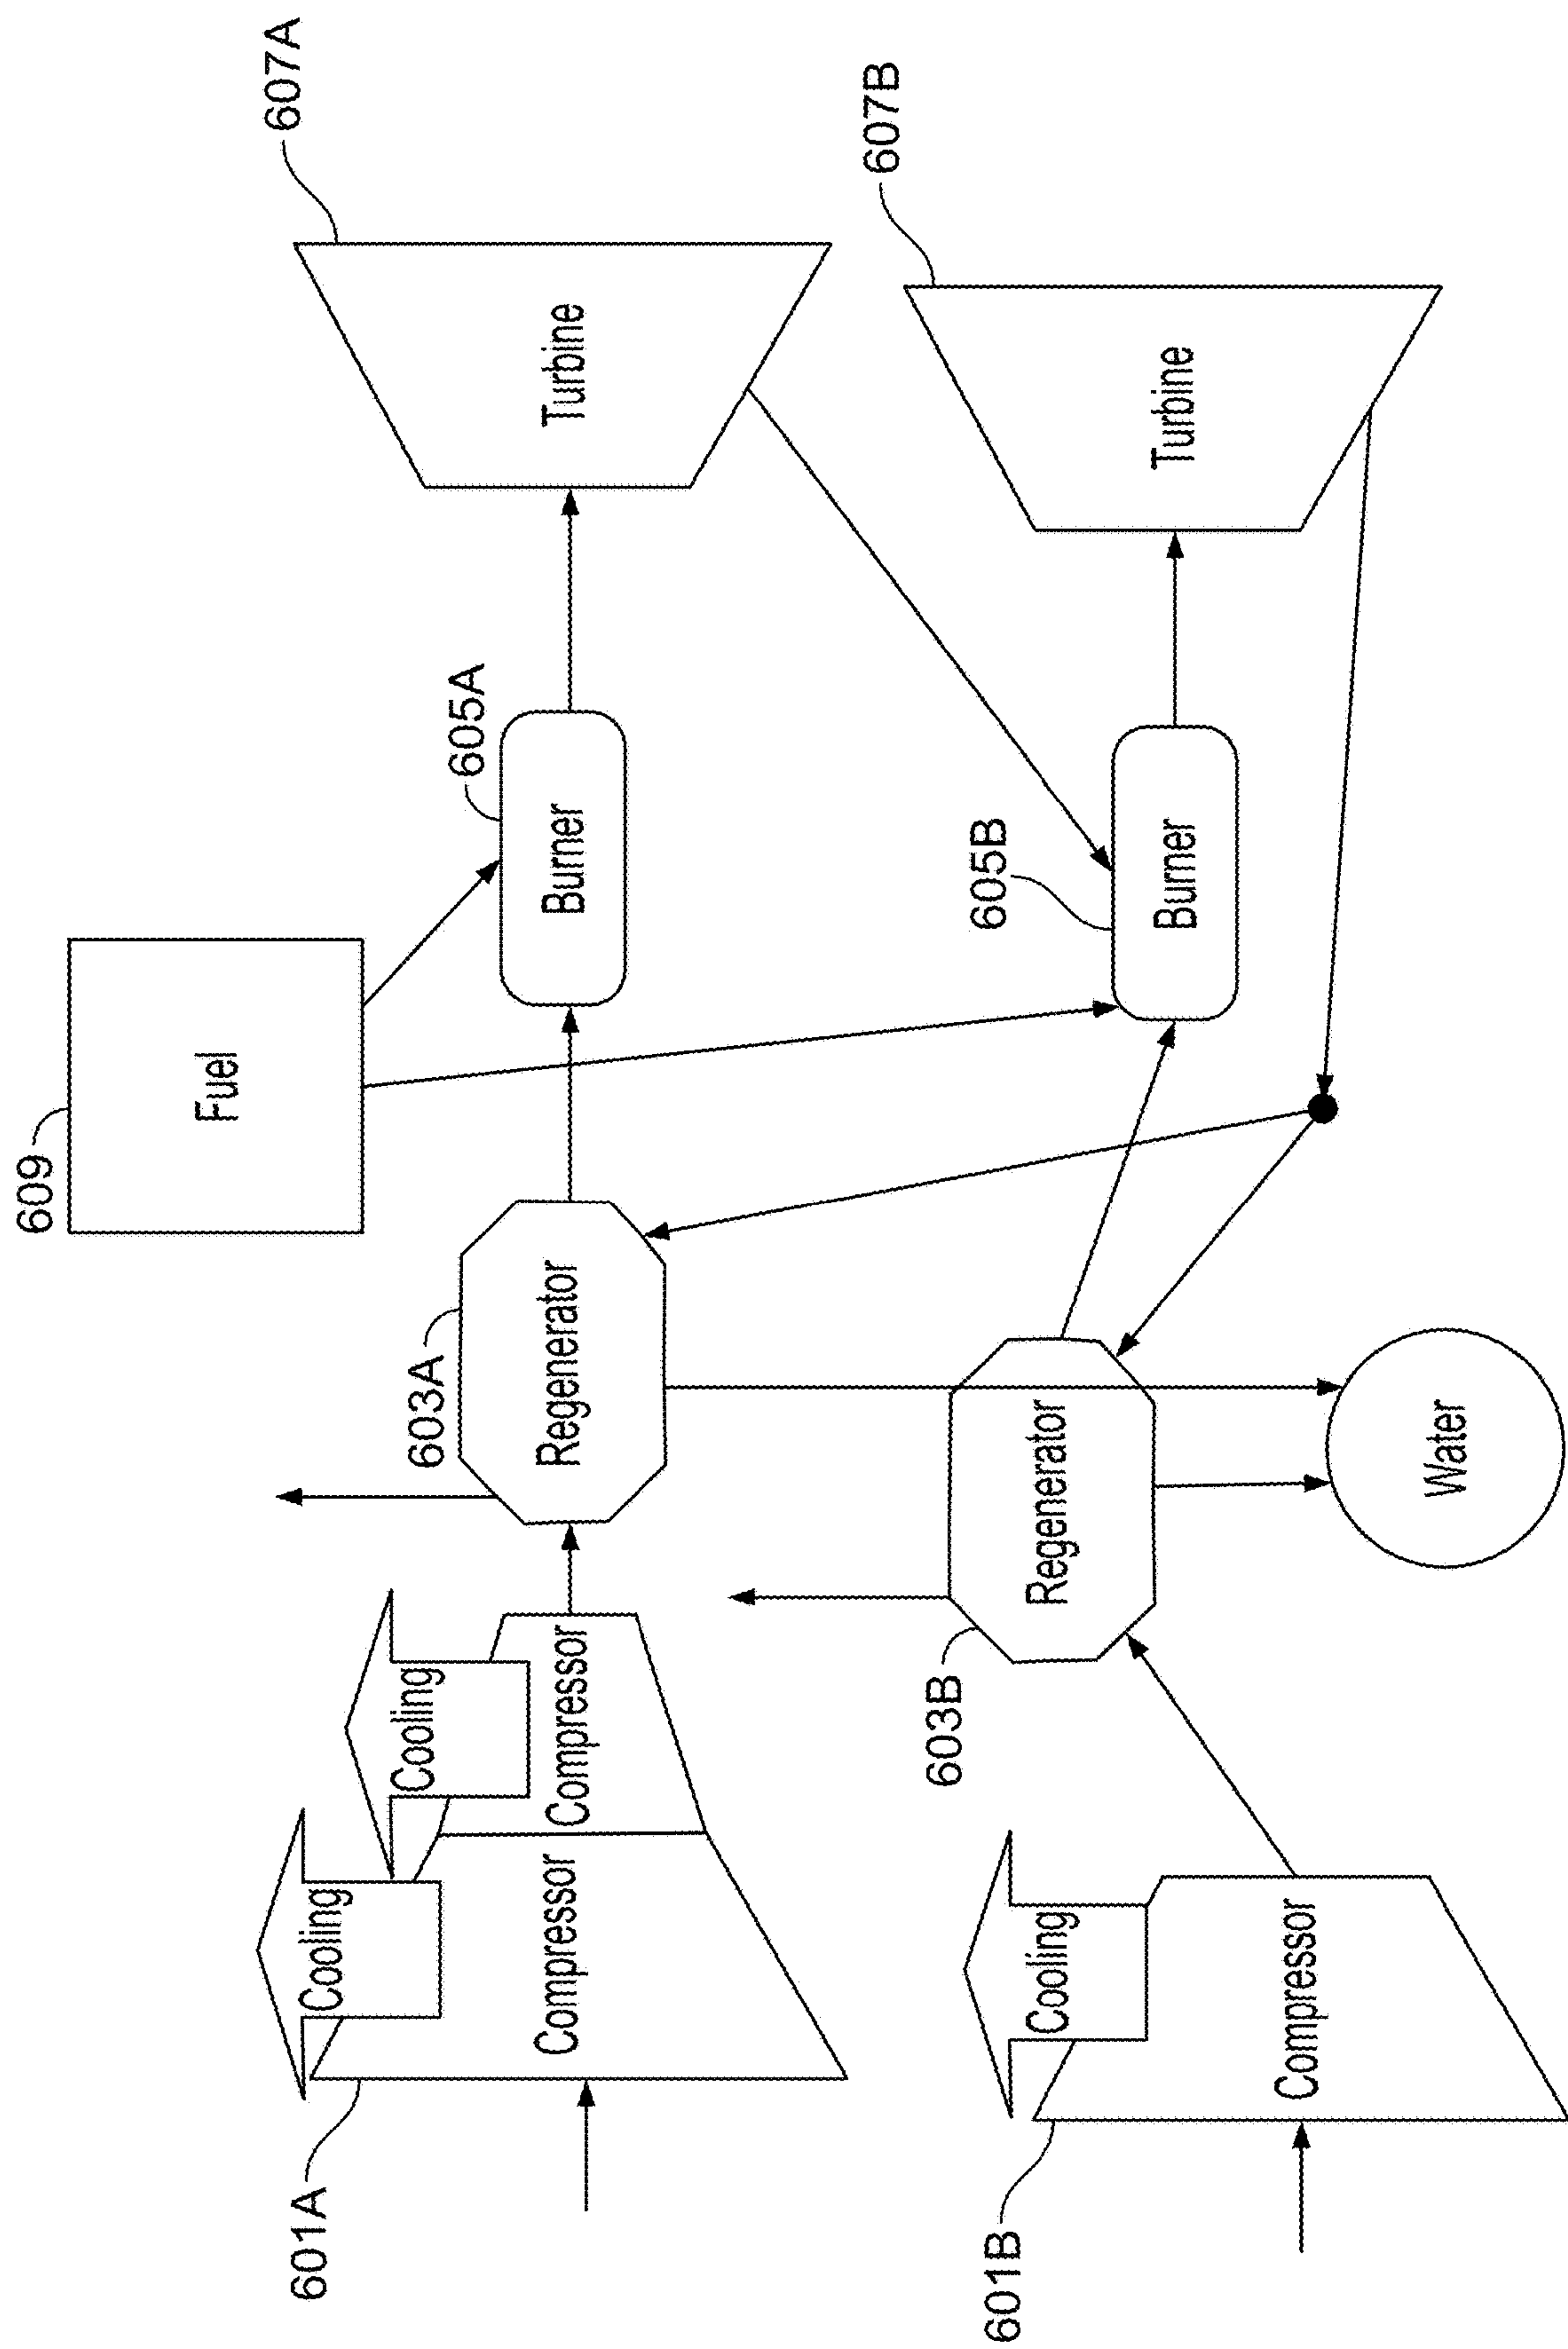 609
Fuel
607A
605A
Turbine
Burner
603A
Regenerator
Cooling
Cooling
Compressor
Compressor
601A
607B
605B
Turbine
Burner
603B
Regenerator
Cooling
Compressor
601B
Water